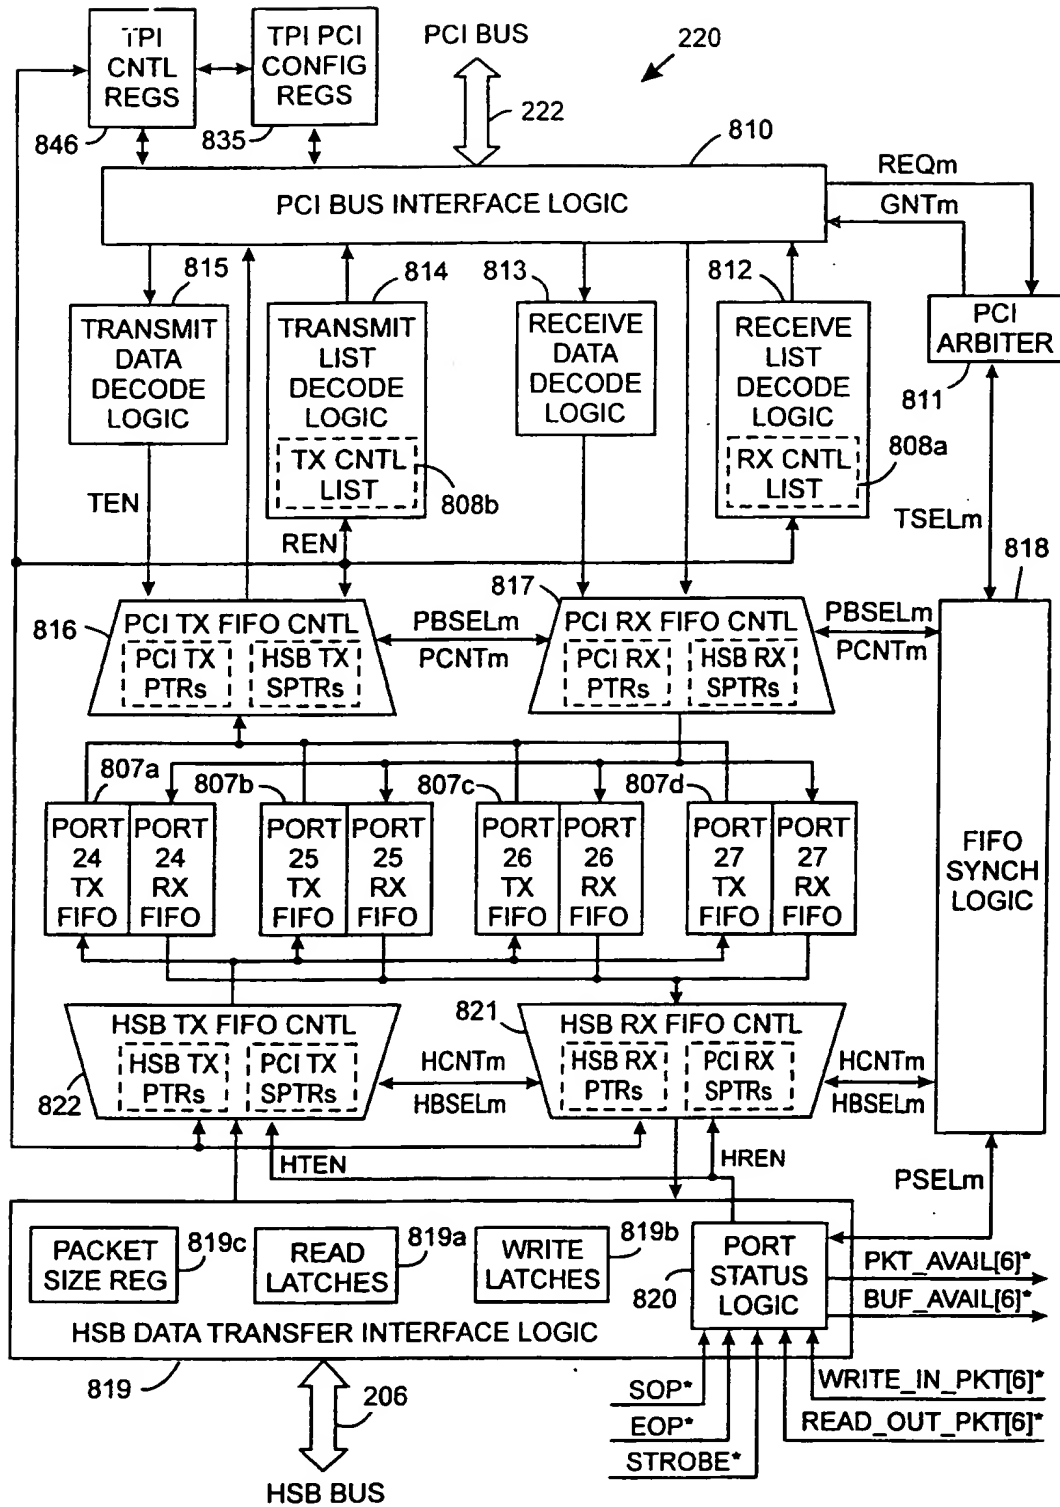 TPI
CNTL
REGS
TPI PCI
CONFIG
REGS
PCI BUS
220
846
835
222
810
REQm
GNTm
PCI BUS INTERFACE LOGIC
815
814
813
812
TRANSMIT
DATA
DECODE
LOGIC
TRANSMIT
LIST
DECODE
LOGIC
TX CNTL
LIST
RECEIVE
DATA
DECODE
LOGIC
RECEIVE
LIST
DECODE
LOGIC
RX CNTL
LIST
PCI
ARBITER
811
808b
808a
TEN
REN
TSELm
818
816
817
PCI TX FIFO CNTL
PCI TX
PTRs
HSB TX
SPTRs
PBSELm
PCNTm
PCI RX FIFO CNTL
PCI RX
PTRs
HSB RX
SPTRs
PBSELm
PCNTm
807a
807b
807c
807d
PORT
24
TX
FIFO
PORT
24
RX
FIFO
PORT
25
TX
FIFO
PORT
25
RX
FIFO
PORT
26
TX
FIFO
PORT
26
RX
FIFO
PORT
27
TX
FIFO
PORT
27
RX
FIFO
FIFO
SYNCH
LOGIC
HSB TX FIFO CNTL
HSB TX
PTRs
PCI TX
SPTRs
822
821
HCNTm
HBSELm
HSB RX FIFO CNTL
HSB RX
PTRs
PCI RX
SPTRs
HCNTm
HBSELm
HTEN
HREN
PSELm
PACKET
SIZE REG
819c
READ
LATCHES
819a
WRITE
LATCHES
819b
820
PORT
STATUS
LOGIC
PKT_AVAIL[6]*
BUF_AVAIL[6]*
HSB DATA TRANSFER INTERFACE LOGIC
819
206
SOP*
EOP*
STROBE*
WRITE_IN_PKT[6]*
READ_OUT_PKT[6]*
HSB BUS